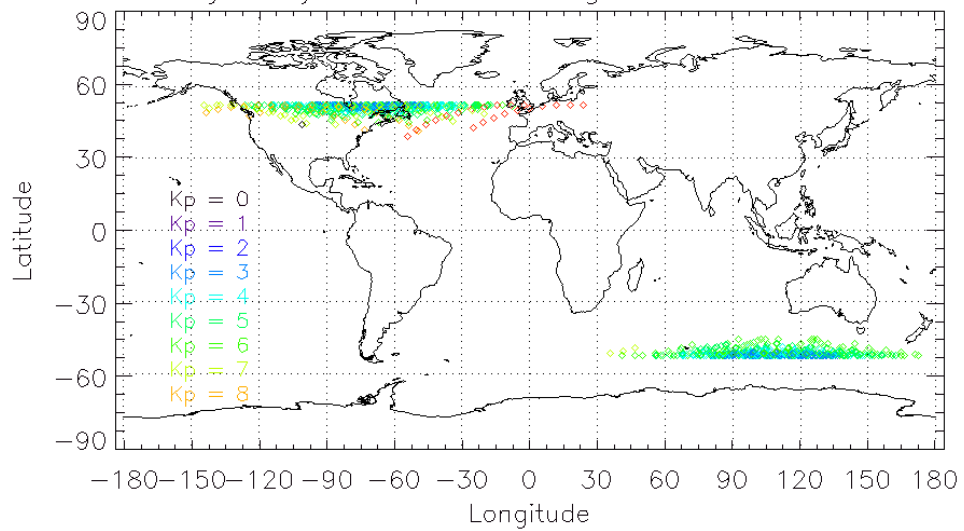 90
60
30
0
−30
−60
−90
Latitude
Kp = 0
Kp = 1
Kp = 2
Kp = 3
Kp = 4
Kp = 5
Kp = 6
Kp = 7
Kp = 8
−180 −150 −120 −90 −60 −30 0 30 60 90 120 150 180
Longitude